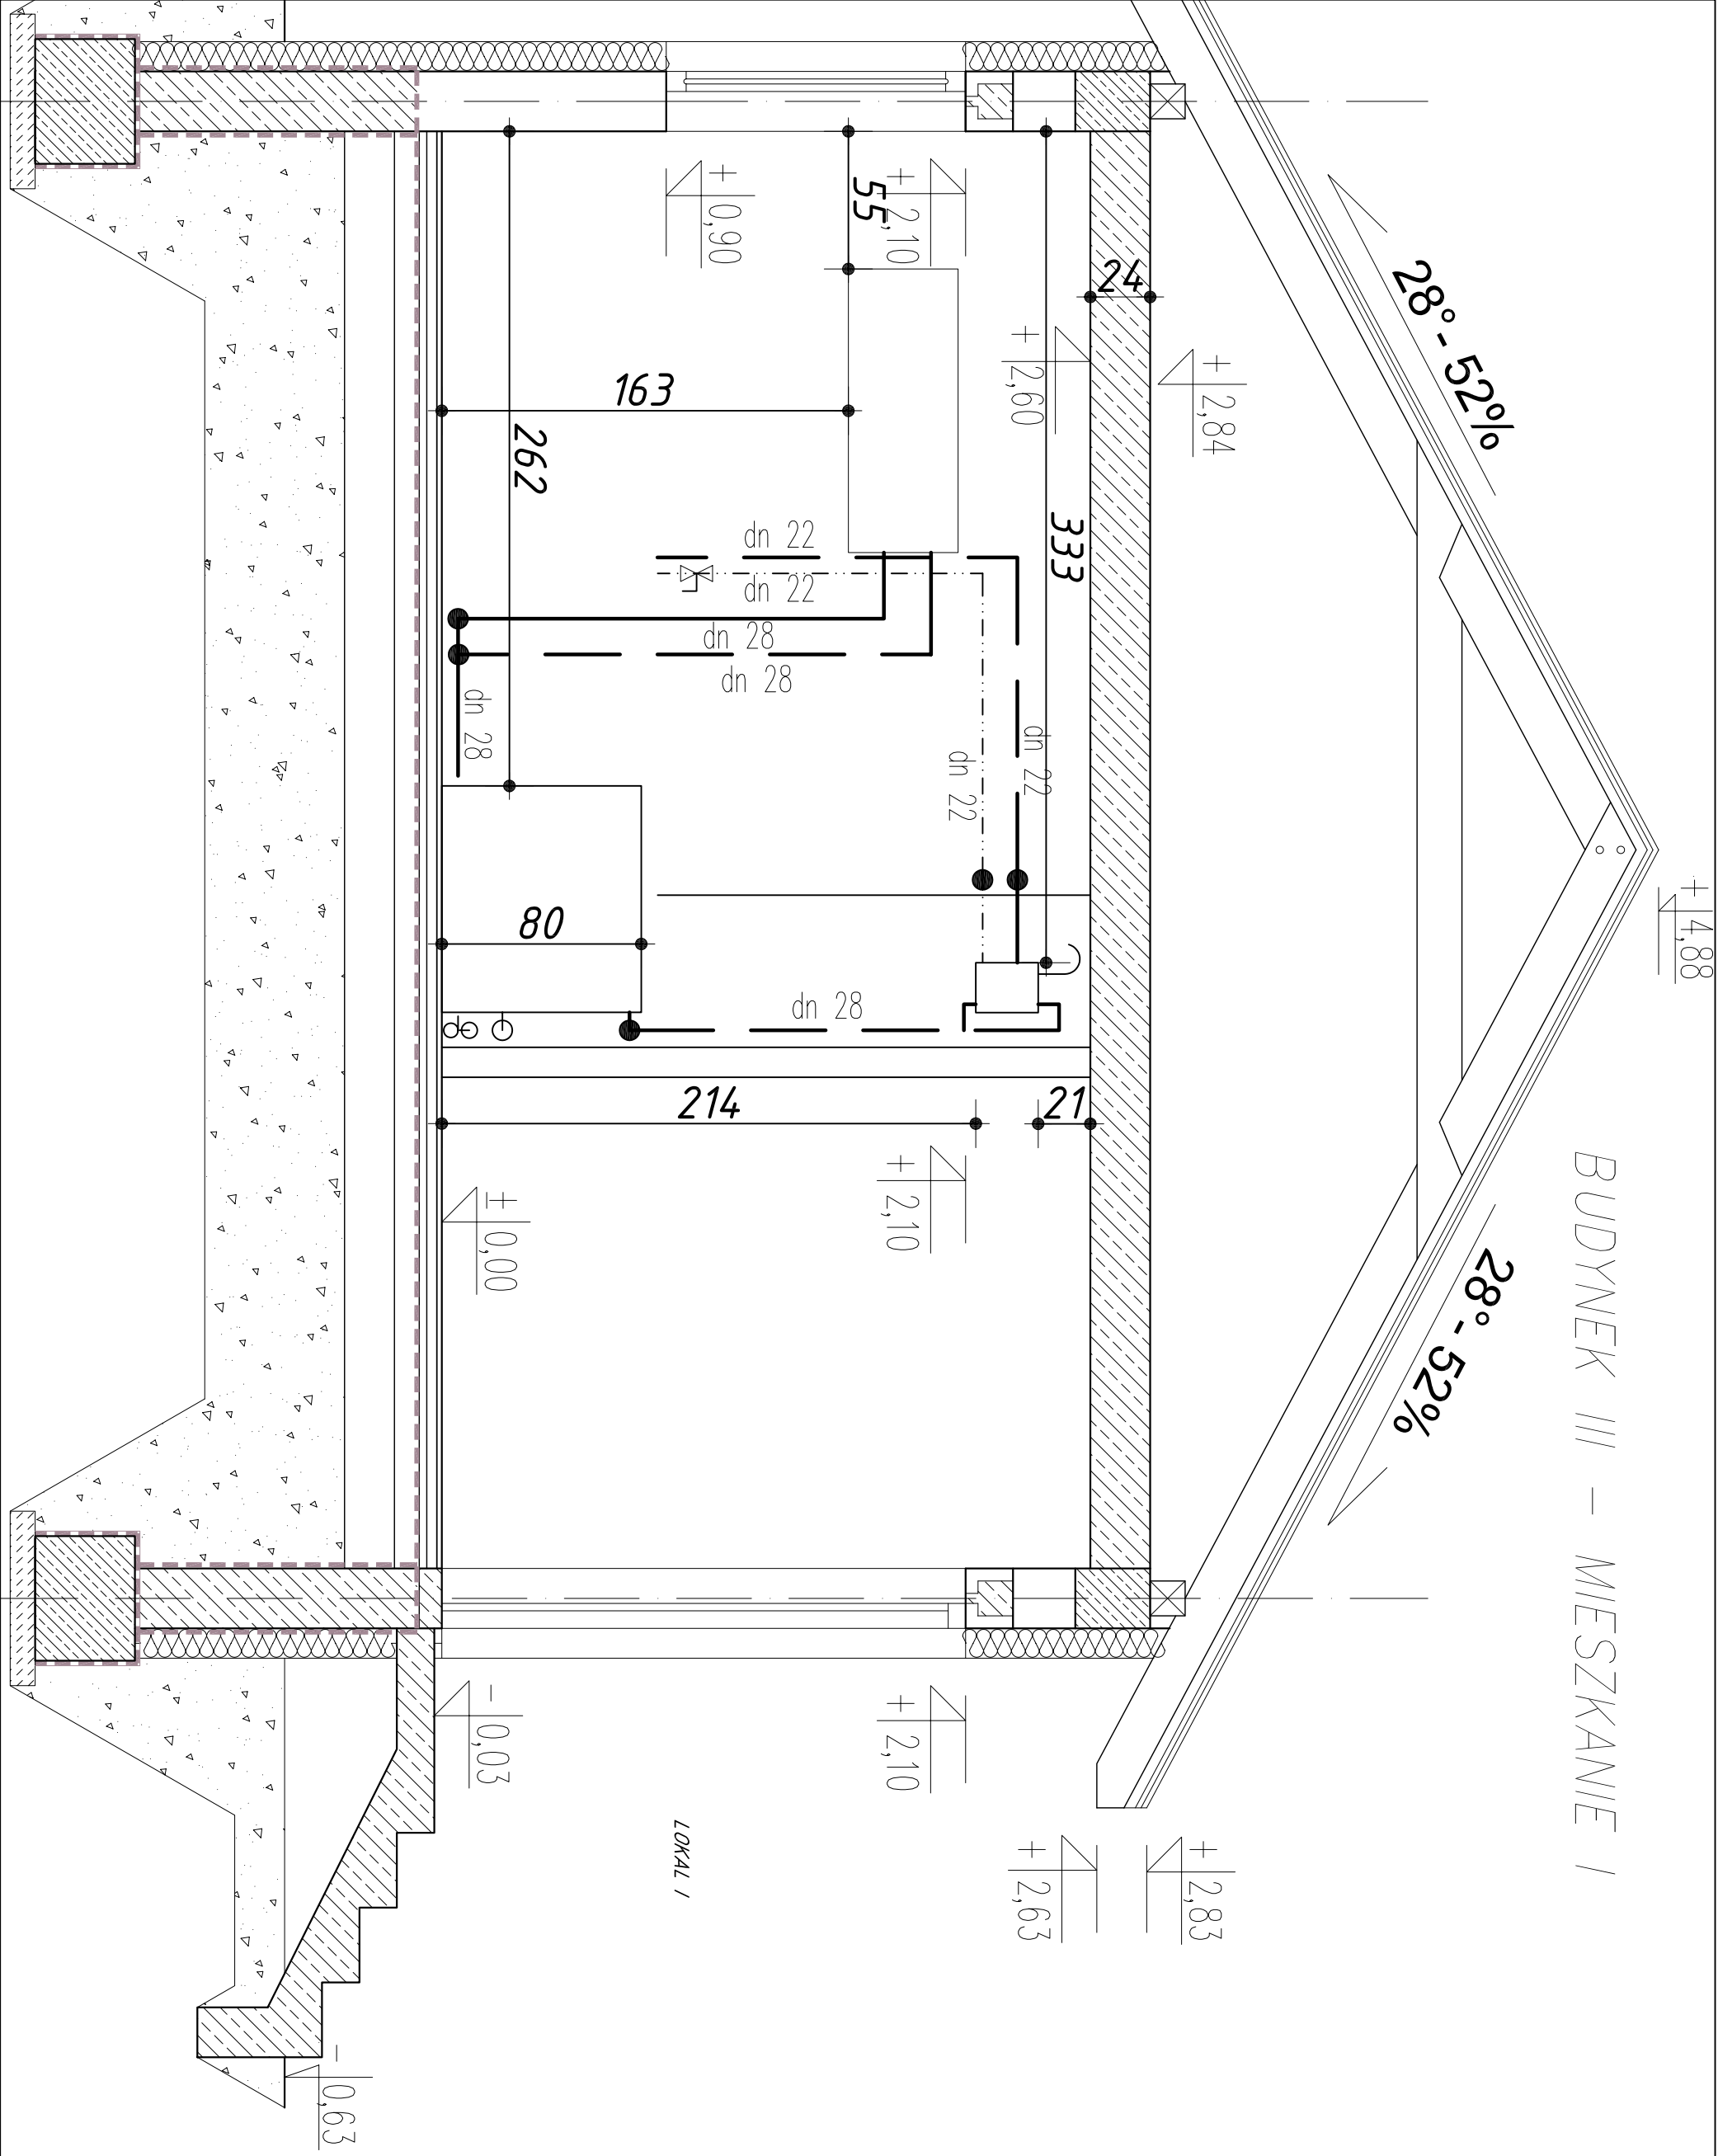 BUDYNEK III – MIESZKANIE I
+ 4,88
28° - 52%
28° - 52%
+ 2,84
24
+ 2,60
333
+ 2,83
+ 2,63
+ 2,10
55
+ 0,90
163
262
dn 22
dn 22
dn 28
dn 28
dn 28
dn 22
dn 22
80
dn 28
214
21
+ 2,10
± 0,00
+ 2,10
- 0,03
LOKAL I
- 0,63